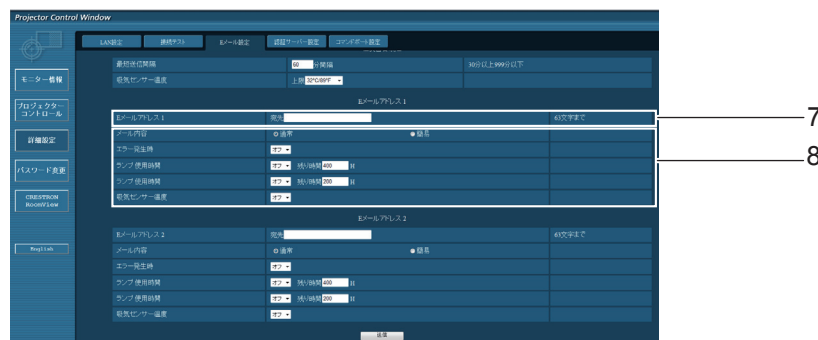 Projector Control Window
LAN設定 接続テスト Eメール設定 認証サーバー設定 コマンドポート設定
最短送信間隔 60 分間隔 30分以上999分以下
吸気センサー温度 上限 32°C/89°F
Eメールアドレス 1
Eメールアドレス 1 宛先 63文字まで
メール内容 通常 簡易
エラー発生時 オフ
ランプ 使用時間 オフ 残り時間 400 H
ランプ 使用時間 オフ 残り時間 200 H
吸気センサー温度 オフ
Eメールアドレス 2
Eメールアドレス 2 宛先 63文字まで
メール内容 通常 簡易
エラー発生時 オフ
ランプ 使用時間 オフ 残り時間 400 H
ランプ 使用時間 オフ 残り時間 200 H
吸気センサー温度 オフ
送信
モニター情報
プロジェクター
コントロール
詳細設定
パスワード変更
CRESTRON
RoomView
English
7
8